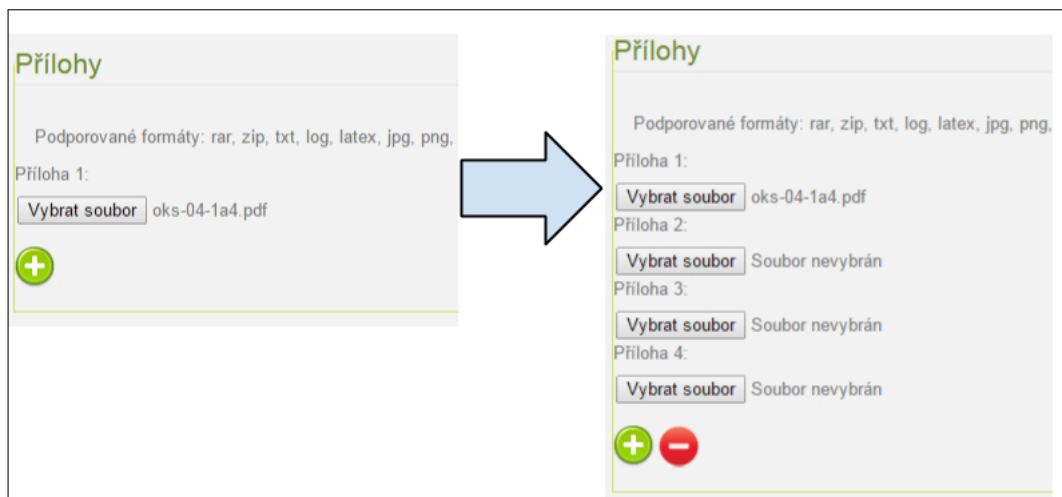 Přílohy
Podporované formáty: rar, zip, txt, log, latex, jpg, png,
Příloha 1:
Vybrat soubor oks-04-1a4.pdf
Přílohy
Podporované formáty: rar, zip, txt, log, latex, jpg, png,
Příloha 1:
Vybrat soubor oks-04-1a4.pdf
Příloha 2:
Vybrat soubor Soubor nevybrán
Příloha 3:
Vybrat soubor Soubor nevybrán
Příloha 4:
Vybrat soubor Soubor nevybrán